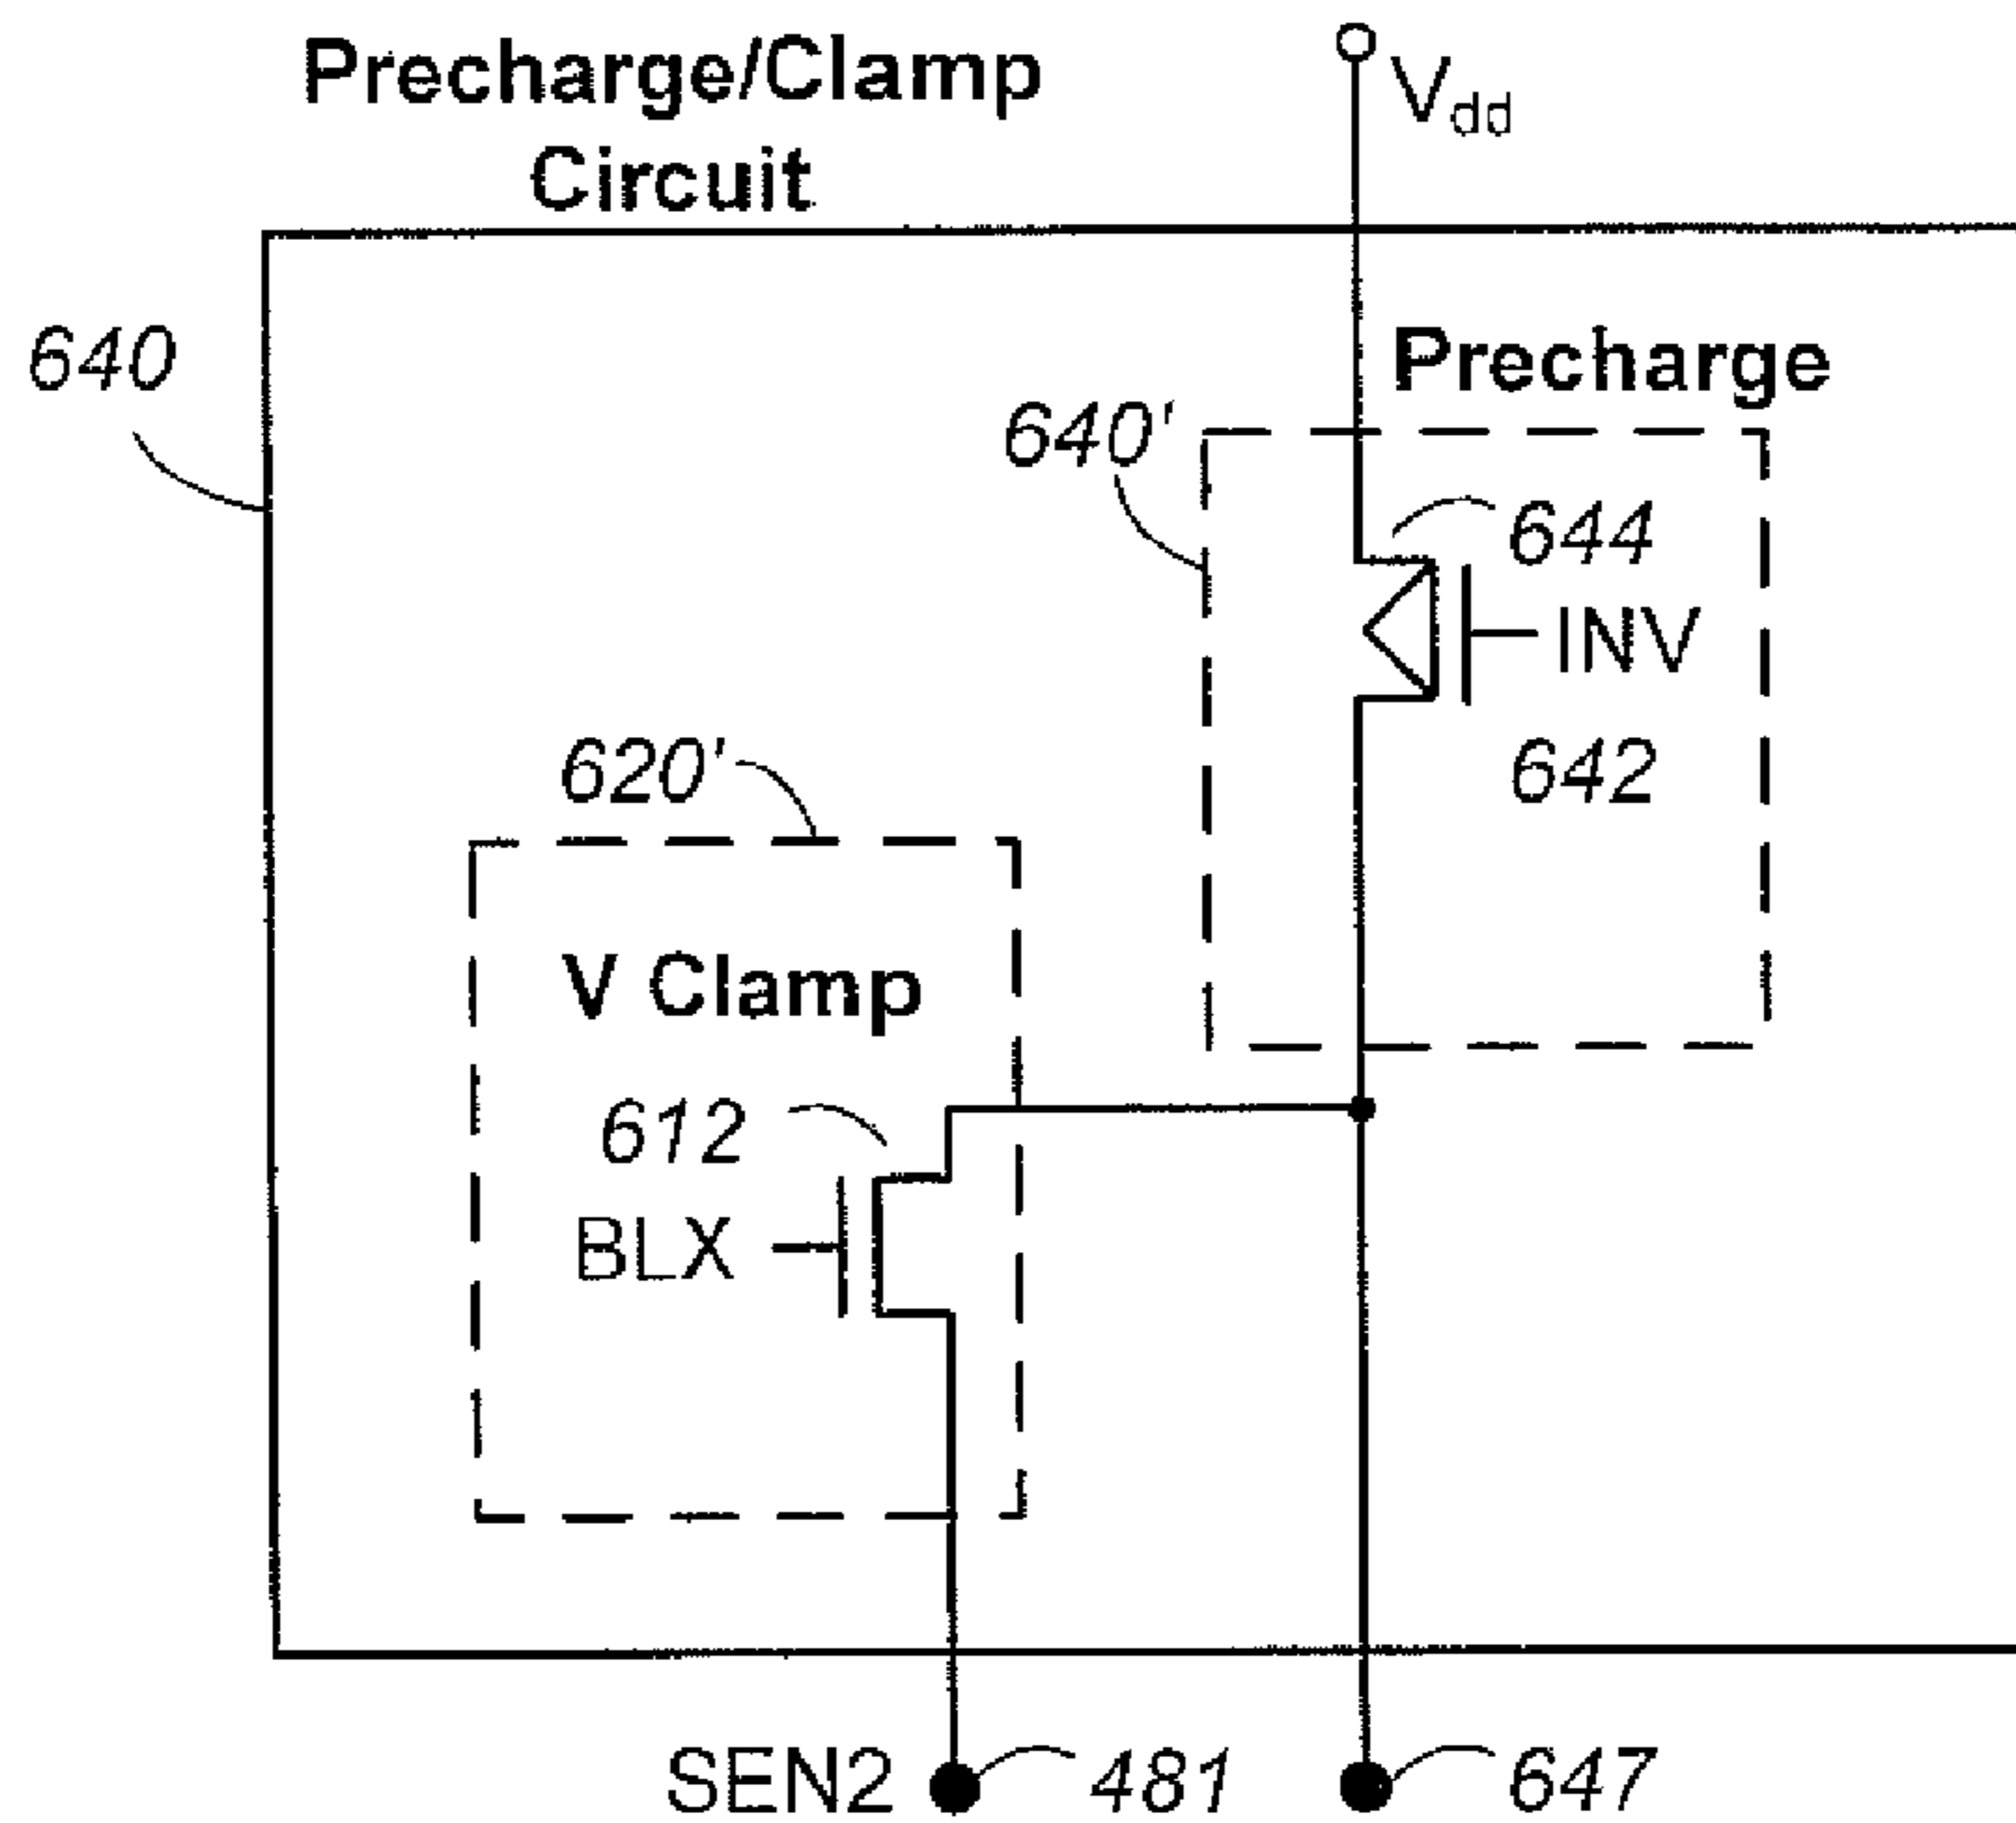 Precharge/Clamp
Circuit
Vdd
640
Precharge
640'
644
INV
642
620'
V Clamp
612
BLX
SEN2
481
647